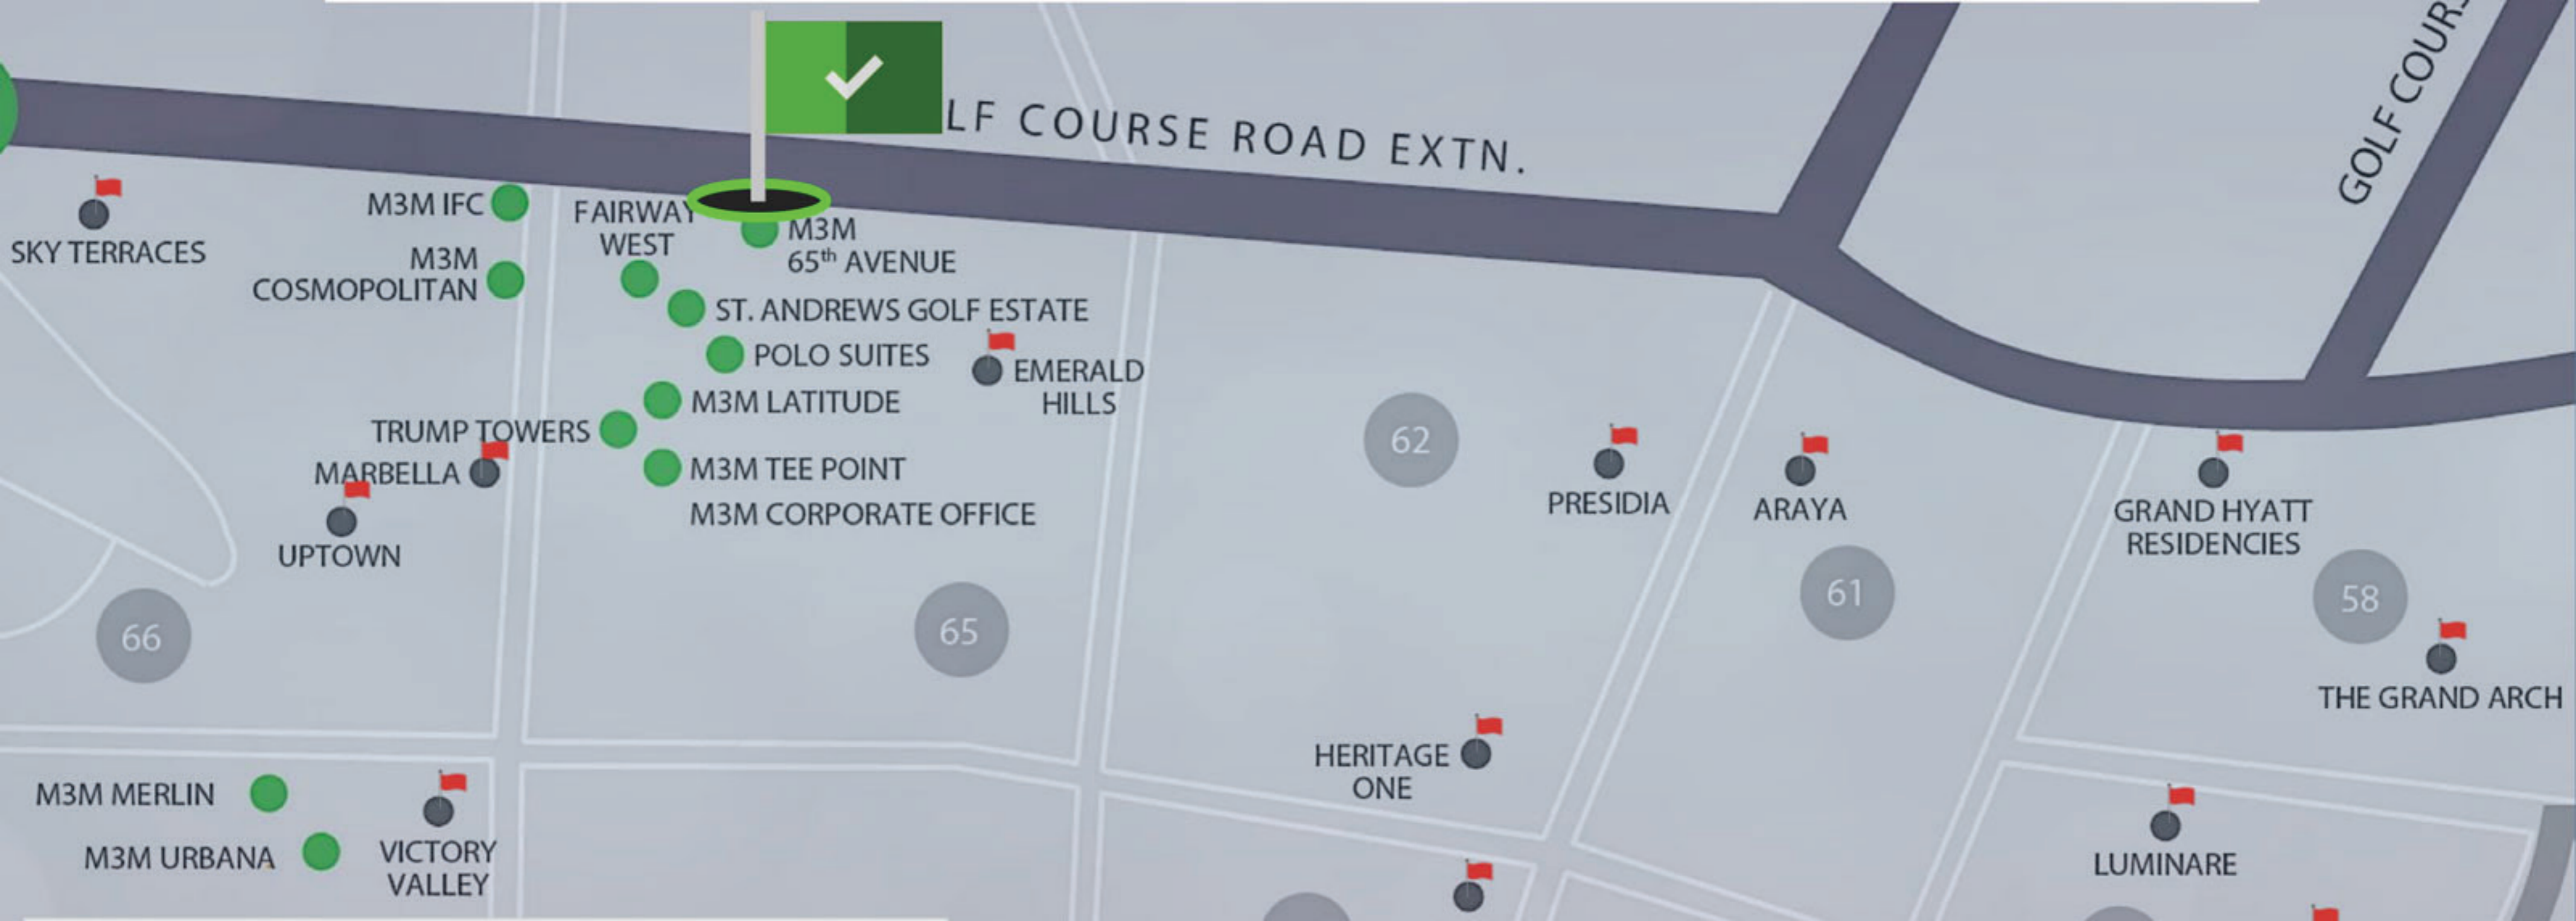 LF COURSE ROAD EXTN.
GOLF COUR
SKY TERRACES
M3M IFC
M3M
COSMOPOLITAN
FAIRWAY
WEST
M3M
65th AVENUE
ST. ANDREWS GOLF ESTATE
POLO SUITES
EMERALD
HILLS
M3M LATITUDE
TRUMP TOWERS
MARBELLA
M3M TEE POINT
M3M CORPORATE OFFICE
UPTOWN
62
PRESIDIA
ARAYA
GRAND HYATT
RESIDENCIES
66
65
61
58
THE GRAND ARCH
HERITAGE
ONE
M3M MERLIN
M3M URBANA
VICTORY
VALLEY
LUMINARE